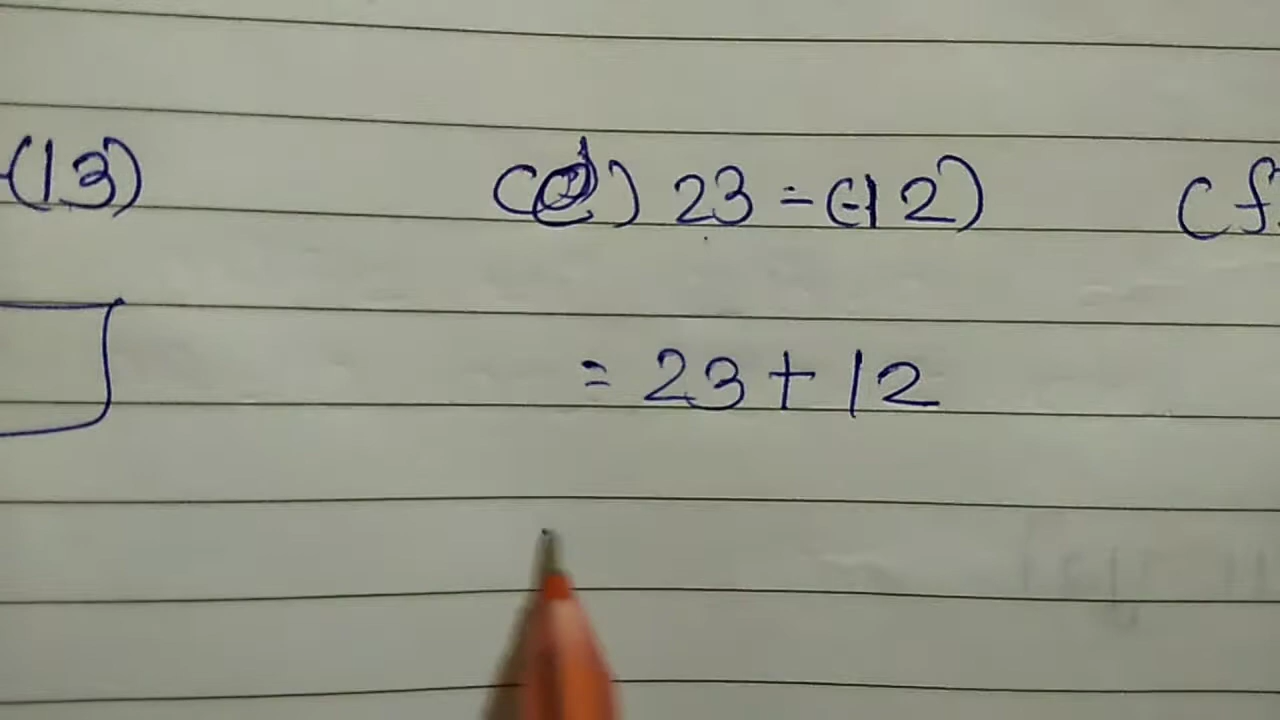 -(13) (e) 23 - (-12) (f
= 23 + 12